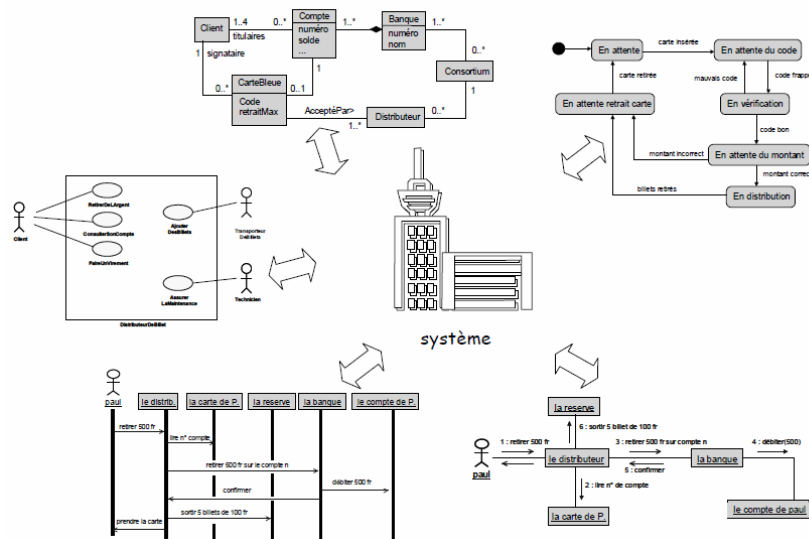 Client
1..4
0..*
titulaires
1
signataire
Compte
numéro
solde
...
1..*
Banque
numéro
nom
1..*
0..*
Consortium
1
0..*
CarteBleue
Code
retraitMax
0..1
1
AcceptéPar>
1..*
Distributeur
0..*
En attente
carte insérée
En attente du code
carte retirée
mauvais code
code frapp
En attente retrait carte
En vérification
code bon
montant incorrect
En attente du montant
montant correc
billets retirés
En distribution
Client
RetirerDeLArgent
ConsulterSonCompte
FaireUnVirement
Ajouter
DesBillets
Transporteur
DeBillets
Assurer
LaMaintenance
Technicien
DistributeurDeBillet
système
paul
le distrib.
la carte de P.
la reserve
la banque
le compte de P.
retirer 500 fr
lire n° compte
retirer 500 fr sur le compte n
débiter 500 fr
confirmer
sortir 5 billets de 100 fr
prendre la carte
la reserve
6 : sortir 5 billet de 100 fr
paul
1 : retirer 500 fr
le distributeur
3 : retirer 500 fr sur compte n
5 : confirmer
la banque
4 : débiter(500)
2 : lire n° de compte
la carte de P.
le compte de paul